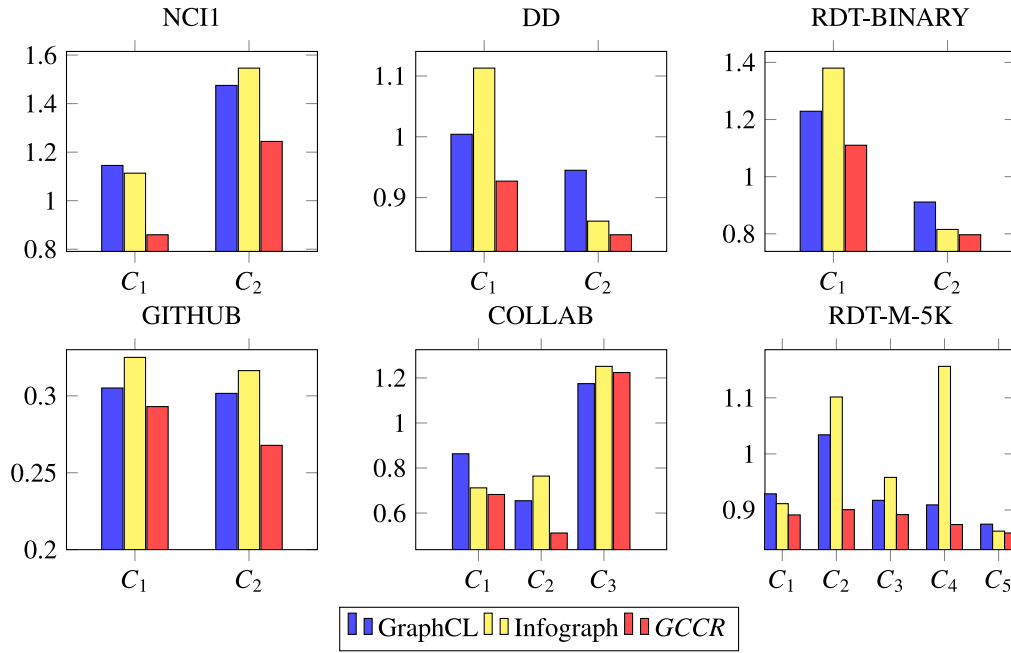 NCI1
DD
RDT-BINARY
1.6
1.4
1.2
1
0.8
C₁ C₂
1.1
1
0.9
C₁ C₂
1.4
1.2
1
0.8
C₁ C₂
GITHUB
COLLAB
RDT-M-5K
0.3
0.25
0.2
C₁ C₂
1.2
1
0.8
0.6
C₁ C₂ C₃
1.1
1
0.9
C₁ C₂ C₃ C₄ C₅
GraphCL Infograph GCCR